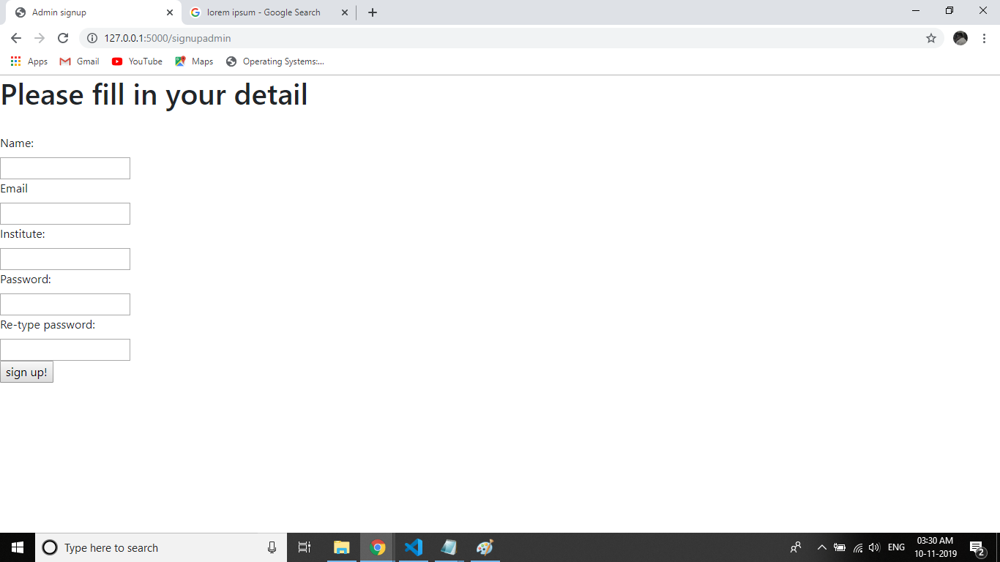 Admin signup
lorem ipsum - Google Search
127.0.0.1:5000/signupadmin
Apps
Gmail
YouTube
Maps
Operating Systems:...
Please fill in your detail
Name:
Email
Institute:
Password:
Re-type password:
sign up!
Type here to search
ENG
03:30 AM
10-11-2019
2